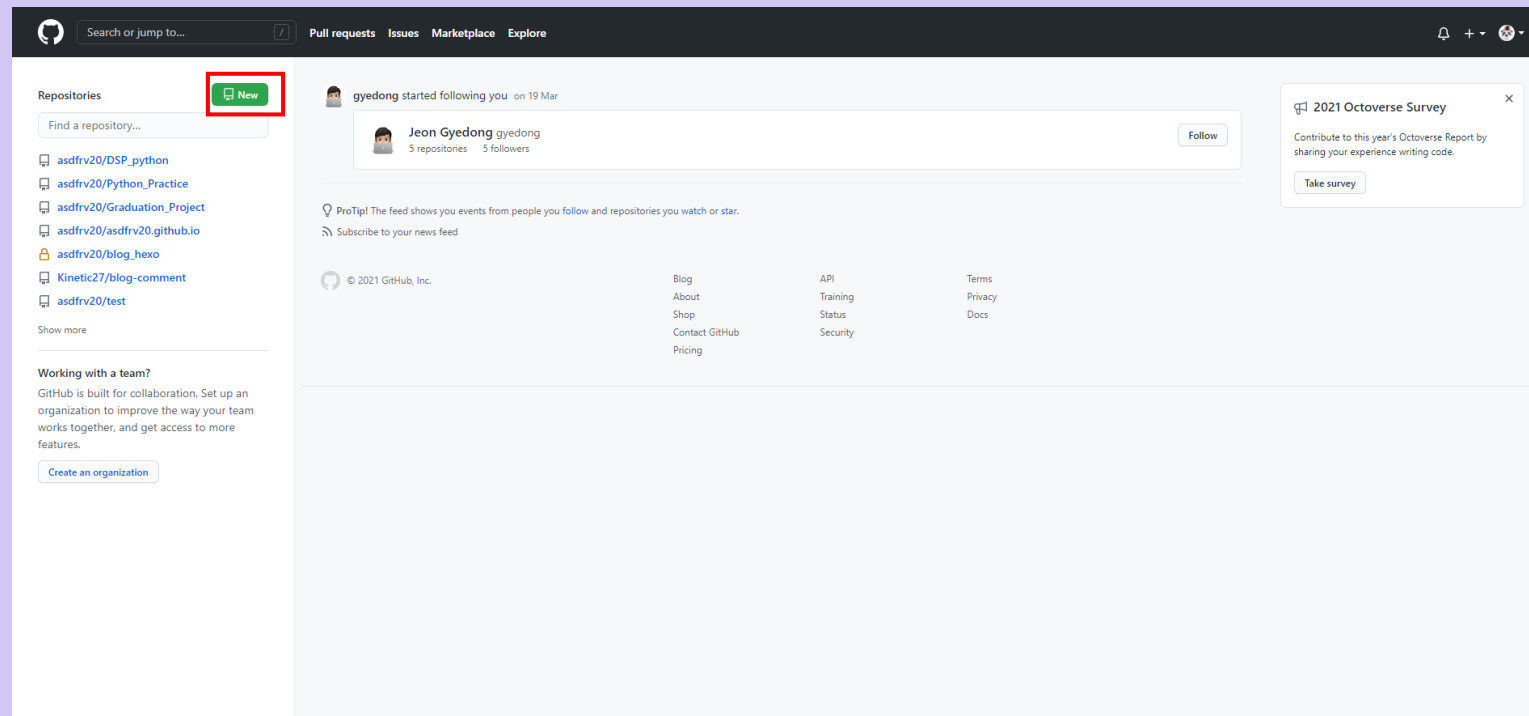 Search or jump to... /
Pull requests Issues Marketplace Explore
Repositories
New
Find a repository...
asdfrv20/DSP_python
asdfrv20/Python_Practice
asdfrv20/Graduation_Project
asdfrv20/asdfrv20.github.io
asdfrv20/blog_hexo
Kinetic27/blog-comment
asdfrv20/test
Show more
Working with a team?
GitHub is built for collaboration. Set up an
organization to improve the way your team
works together, and get access to more
features.
Create an organization
gyedong started following you on 19 Mar
Jeon Gyedong gyedong
5 repositories 5 followers
Follow
ProTip! The feed shows you events from people you follow and repositories you watch or star.
Subscribe to your news feed
© 2021 GitHub, Inc.
Blog
About
Shop
Contact GitHub
Pricing
API
Training
Status
Security
Terms
Privacy
Docs
2021 Octoverse Survey
Contribute to this year's Octoverse Report by
sharing your experience writing code.
Take survey